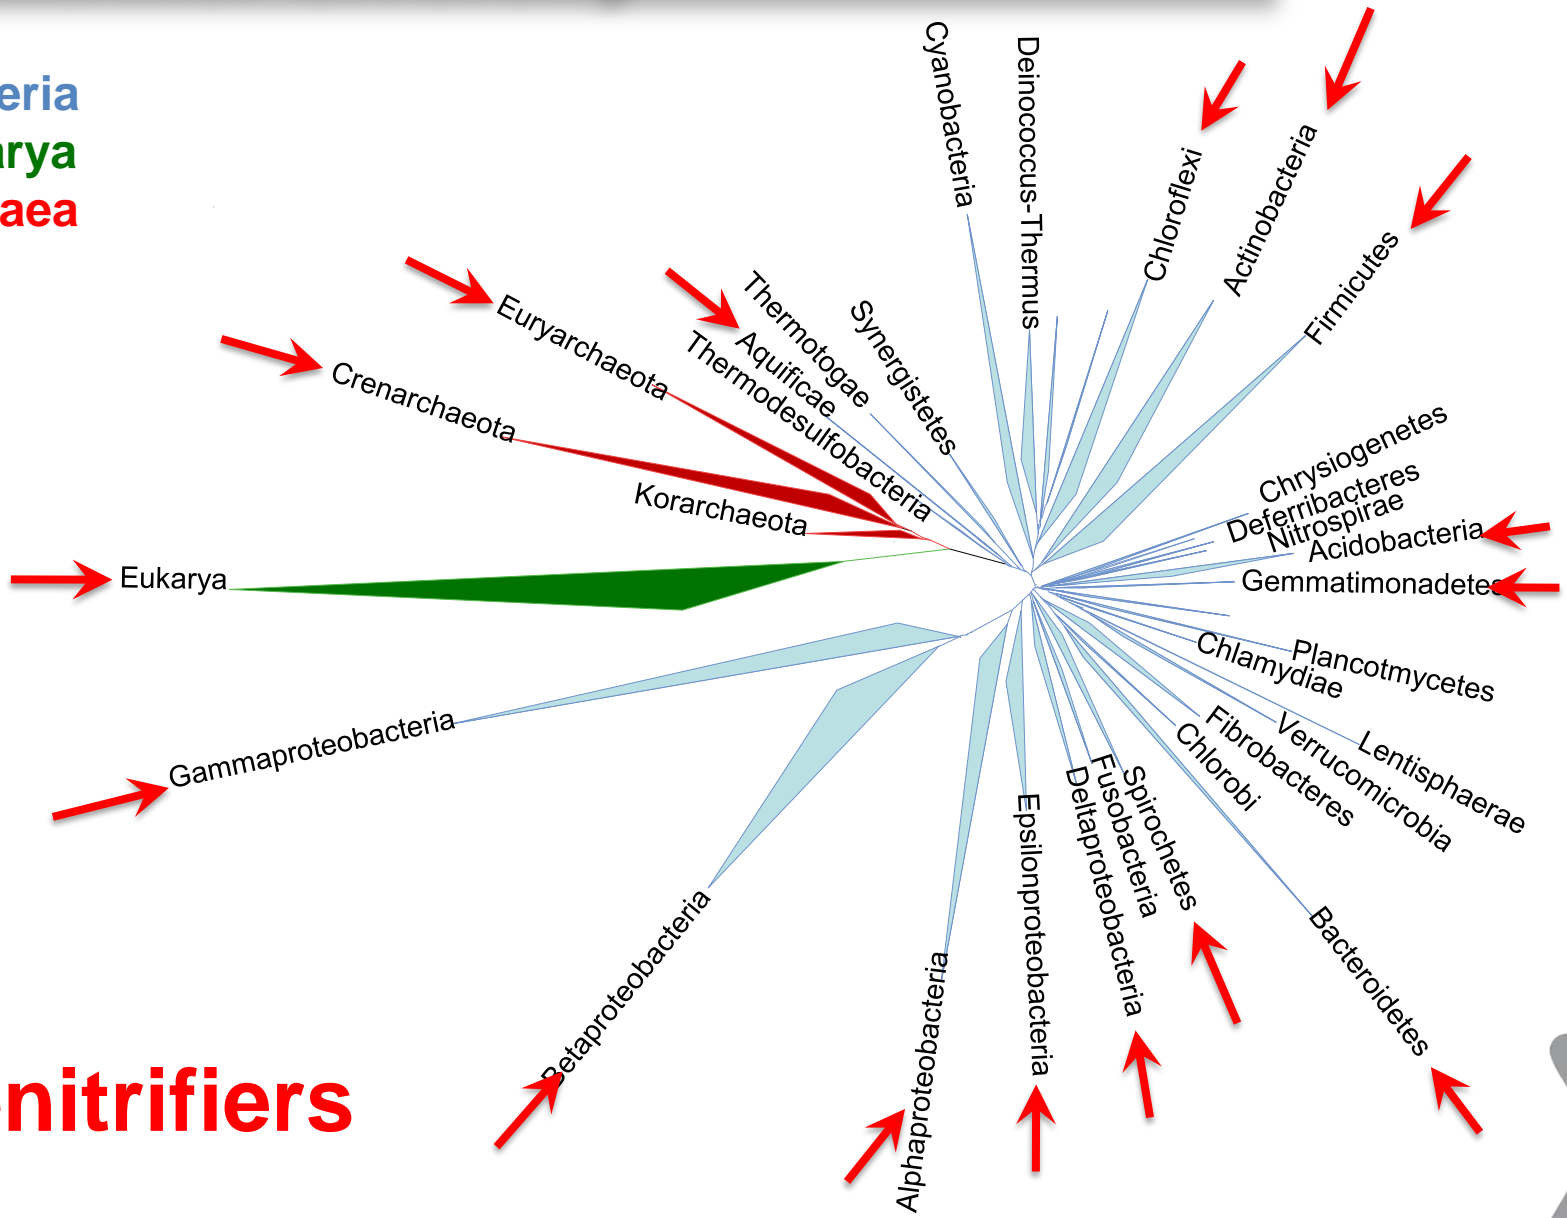 eria
arya
aea
Cyanobacteria
Deinococcus-Thermus
Chloroflexi
Actinobacteria
Firmicutes
Euryarchaeota
Crenarchaeota
Korarchaeota
Thermotogae
Aquificae
Thermodesulfobacteria
Synergistetes
Chrysiogenetes
Deferribacteres
Nitrospirae
Acidobacteria
Gemmatimonadetes
Plancotmycetes
Chlamydiae
Lentisphaerae
Verrucomicrobia
Fibrobacteres
Chlorobi
Bacteroidetes
Spirochetes
Fusobacteria
Deltaproteobacteria
Epsilonproteobacteria
Alphaproteobacteria
Betaproteobacteria
Gammaproteobacteria
Eukarya
nitrifiers